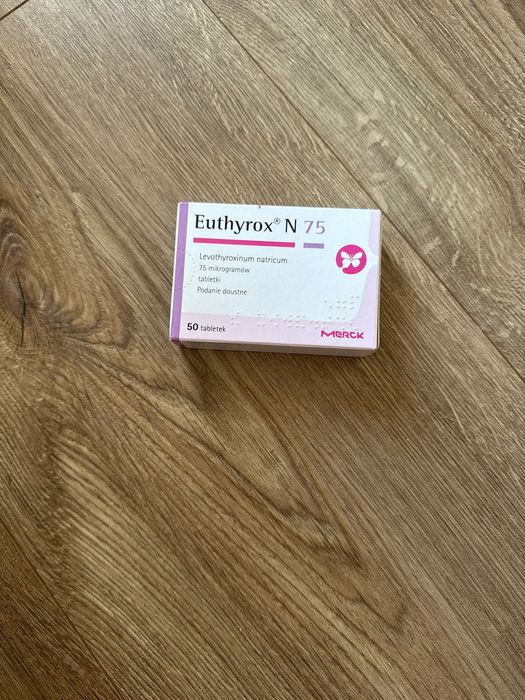 Euthyrox® N 75
Levothyroxinum natricum
75 mikrogramów
tabletki
Podanie doustne
50 tabletek
Merck